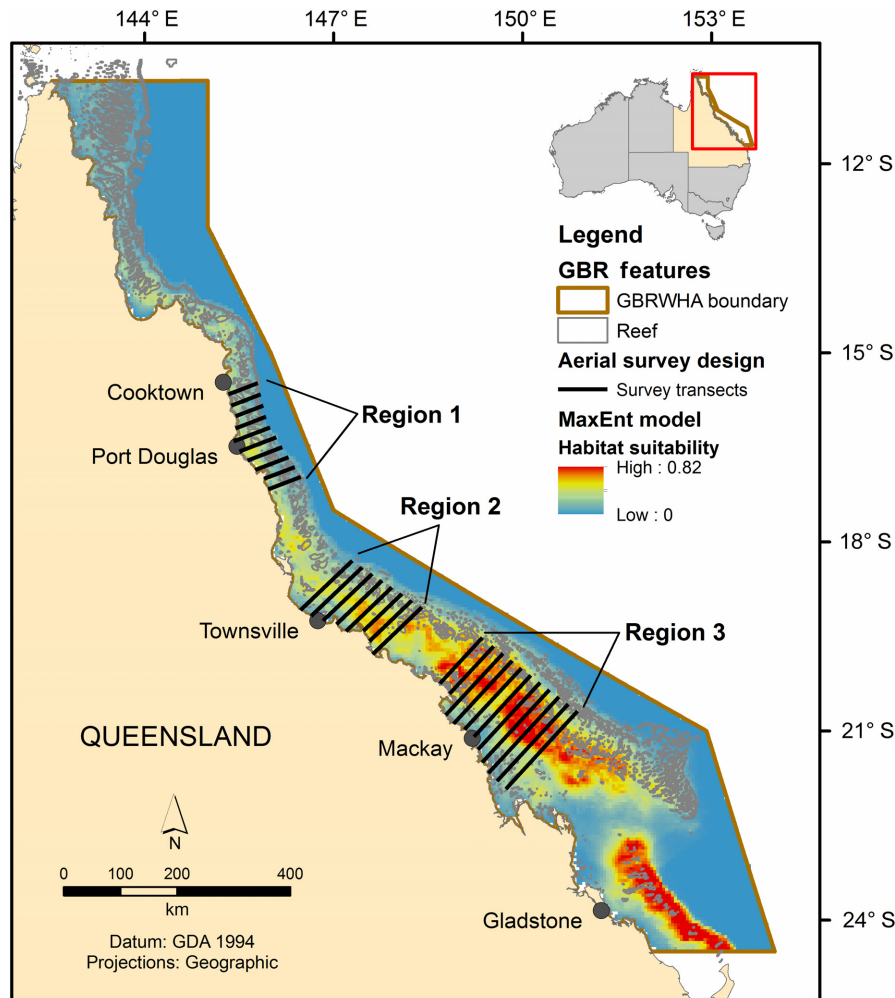 144° E
147° E
150° E
153° E
12° S
Legend
GBR features
GBRWHA boundary
Reef
15° S
Aerial survey design
Survey transects
Cooktown
Region 1
MaxEnt model
Habitat suitability
Port Douglas
High : 0.82
Region 2
Low : 0
18° S
Townsville
Region 3
QUEENSLAND
Mackay
21° S
N
0 100 200 400
km
Gladstone
24° S
Datum: GDA 1994
Projections: Geographic